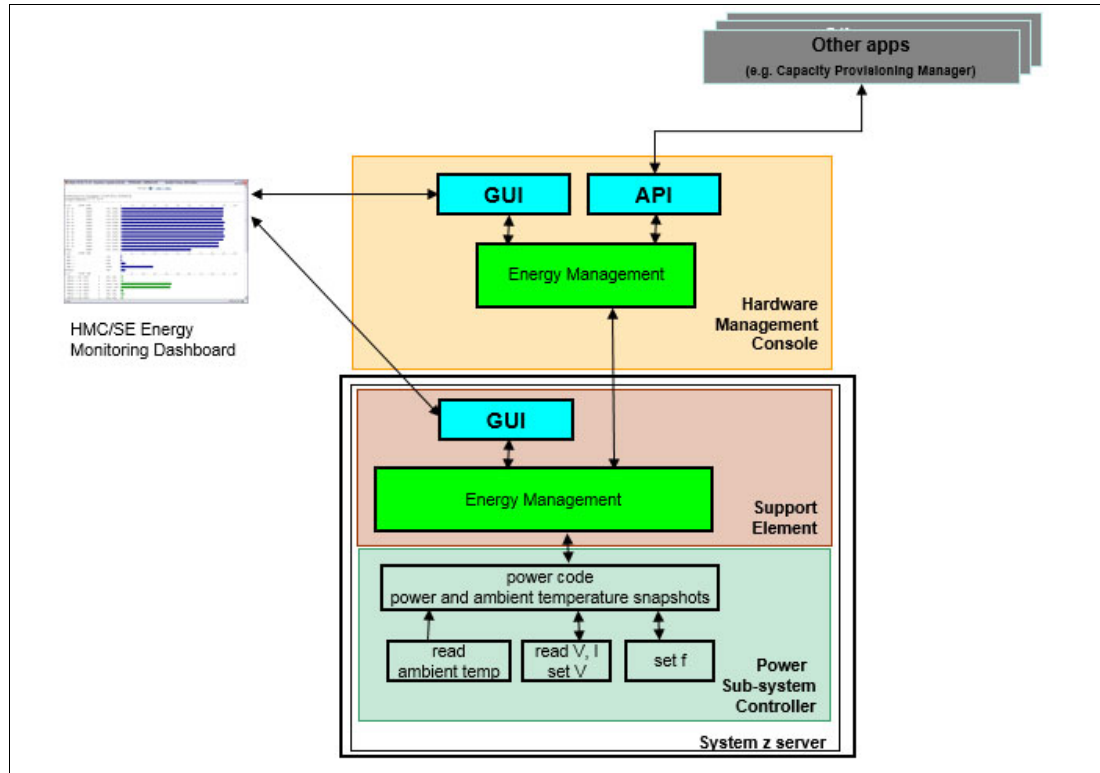 Other apps
(e.g. Capacity Provisioning Manager)
GUI
API
Energy Management
Hardware
Management
Console
HMC/SE Energy
Monitoring Dashboard
GUI
Energy Management
Support
Element
power code
power and ambient temperature snapshots
read
ambient temp
read V, I
set V
set f
Power
Sub-system
Controller
System z server